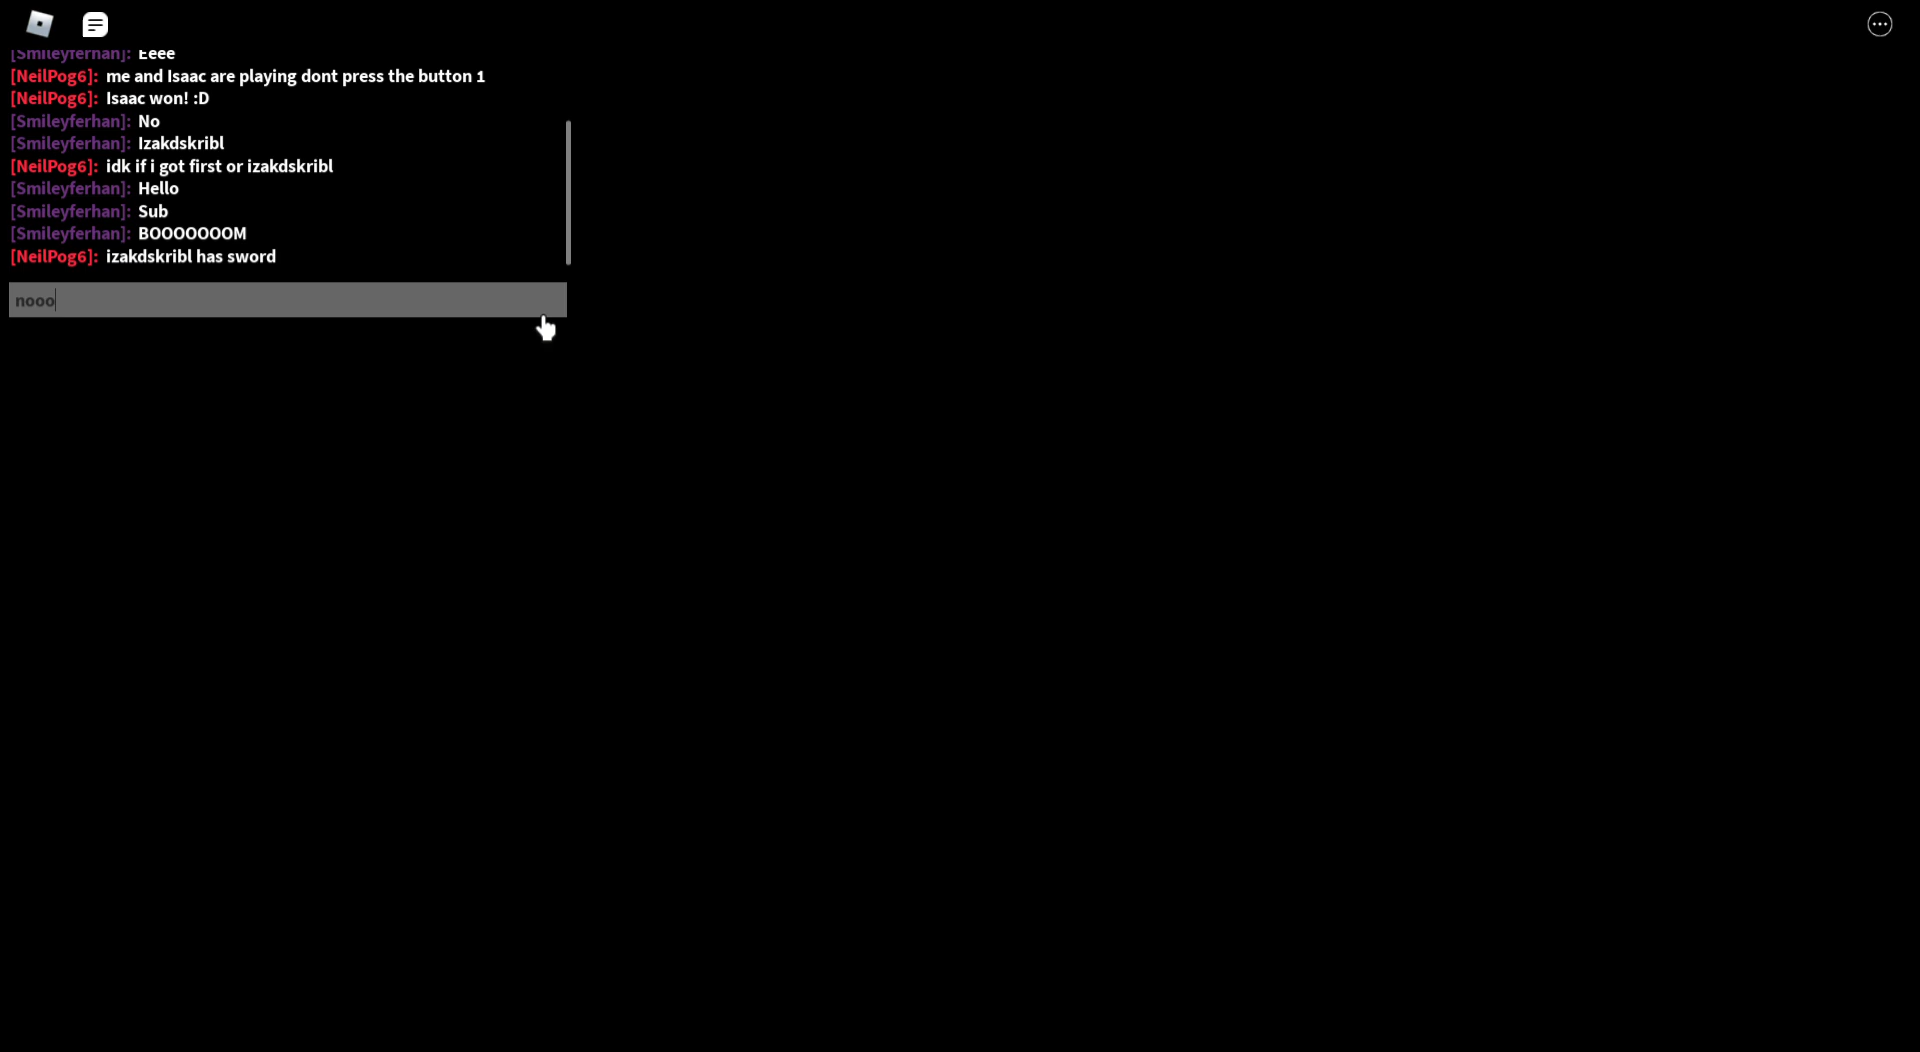 [Smileyferhan]: Eeee
[NeilPog6]: me and Isaac are playing dont press the button 1
[NeilPog6]: Isaac won! :D
[Smileyferhan]: No
[Smileyferhan]: Izakdskribl
[NeilPog6]: idk if i got first or izakdskribl
[Smileyferhan]: Hello
[Smileyferhan]: Sub
[Smileyferhan]: BOOOOOOOM
[NeilPog6]: izakdskribl has sword
nooo